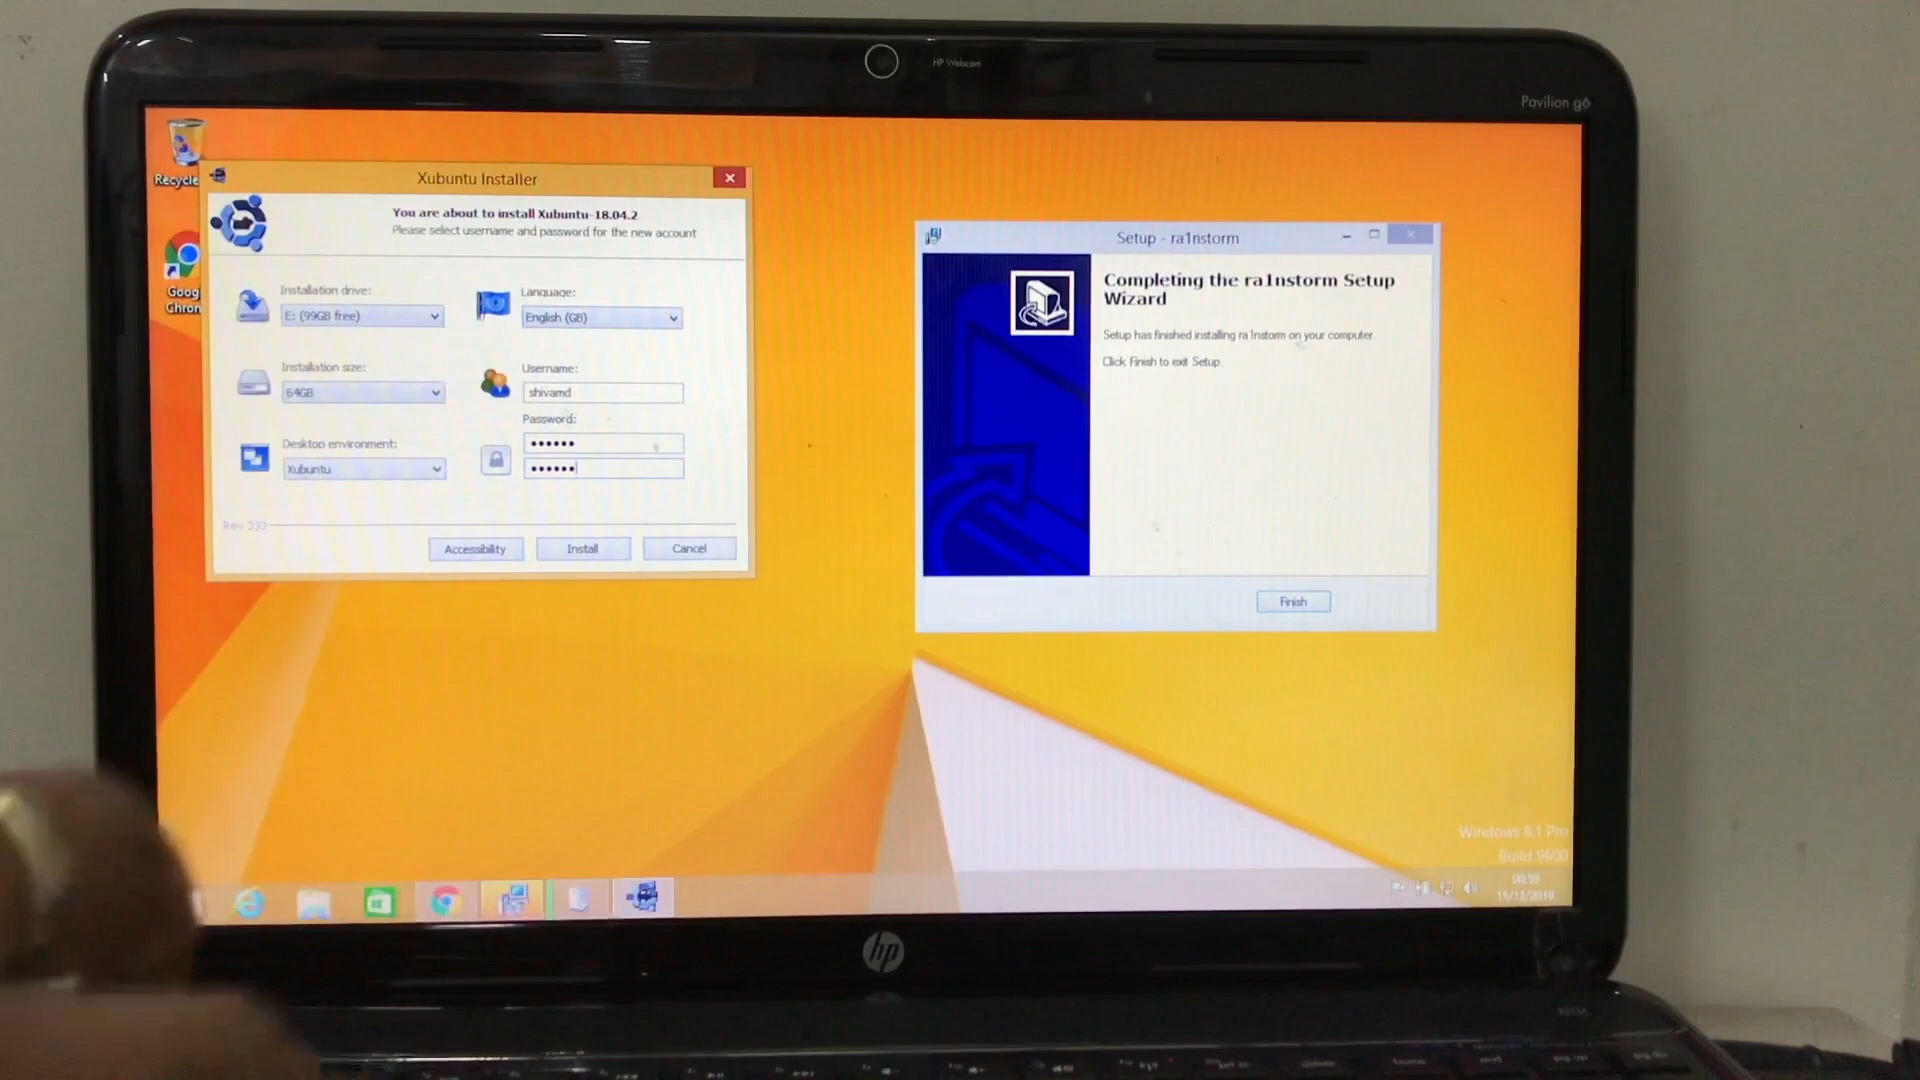 HP Webcam
Pavilion g6
Recycle
Goog
Chron
Xubuntu Installer
You are about to install Xubuntu-18.04.2
Please select username and password for the new account
Installation drive:
E: (99GB free)
Language:
English (GB)
Installation size:
64GB
Username:
shivamd
Password:
Desktop environment:
Xubuntu
Rev 333
Accessibility
Install
Cancel
Setup - ra1nstorm
Completing the ra1nstorm Setup
Wizard
Setup has finished installing ra1nstorm on your computer.
Click Finish to exit Setup.
Finish
Windows 8.1 Pro
Build 9600
00:59
15/12/2019
hp